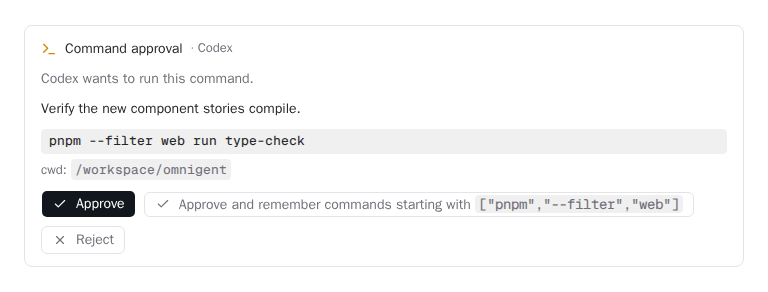 Command approval · Codex
Codex wants to run this command.
Verify the new component stories compile.
pnpm --filter web run type-check
cwd: /workspace/omnigent
Approve
Approve and remember commands starting with ["pnpm","--filter","web"]
Reject